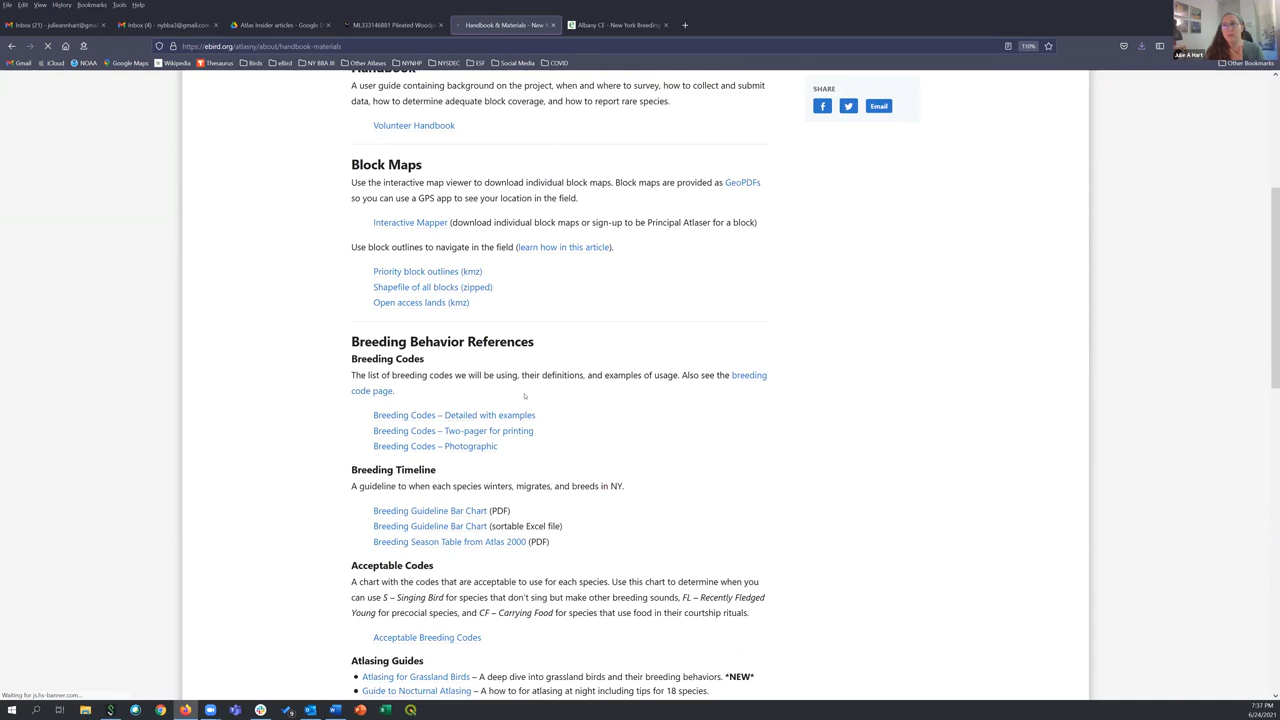 File Edit View History Bookmarks Tools Help
Inbox (21) - julieannhart@gmai
Inbox (4) - nybba3@gmail.com
Atlas Insider articles - Google D
ML333146881 Pileated Woodp
Handbook & Materials - New Y
Albany CE - New York Breeding
https://ebird.org/atlasny/about/handbook-materials
110%
Julie A Hart
Gmail iCloud NOAA Google Maps Wikipedia Thesaurus Birds eBird NY BBA III Other Atlases NYNHP NYSDEC ESF Social Media COVID Other Bookmarks
Handbook
A user guide containing background on the project, when and where to survey, how to collect and submit
data, how to determine adequate block coverage, and how to report rare species.
Volunteer Handbook
SHARE
Email
Block Maps
Use the interactive map viewer to download individual block maps. Block maps are provided as GeoPDFs
so you can use a GPS app to see your location in the field.
Interactive Mapper (download individual block maps or sign-up to be Principal Atlaser for a block)
Use block outlines to navigate in the field (learn how in this article).
Priority block outlines (kmz)
Shapefile of all blocks (zipped)
Open access lands (kmz)
Breeding Behavior References
Breeding Codes
The list of breeding codes we will be using, their definitions, and examples of usage. Also see the breeding
code page.
Breeding Codes – Detailed with examples
Breeding Codes – Two-pager for printing
Breeding Codes – Photographic
Breeding Timeline
A guideline to when each species winters, migrates, and breeds in NY.
Breeding Guideline Bar Chart (PDF)
Breeding Guideline Bar Chart (sortable Excel file)
Breeding Season Table from Atlas 2000 (PDF)
Acceptable Codes
A chart with the codes that are acceptable to use for each species. Use this chart to determine when you
can use S – Singing Bird for species that don't sing but make other breeding sounds, FL – Recently Fledged
Young for precocial species, and CF – Carrying Food for species that use food in their courtship rituals.
Acceptable Breeding Codes
Atlasing Guides
• Atlasing for Grassland Birds – A deep dive into grassland birds and their breeding behaviors. *NEW*
• Guide to Nocturnal Atlasing – A how to for atlasing at night including tips for 18 species.
Waiting for js.hs-banner.com...
7:37 PM
6/24/2021